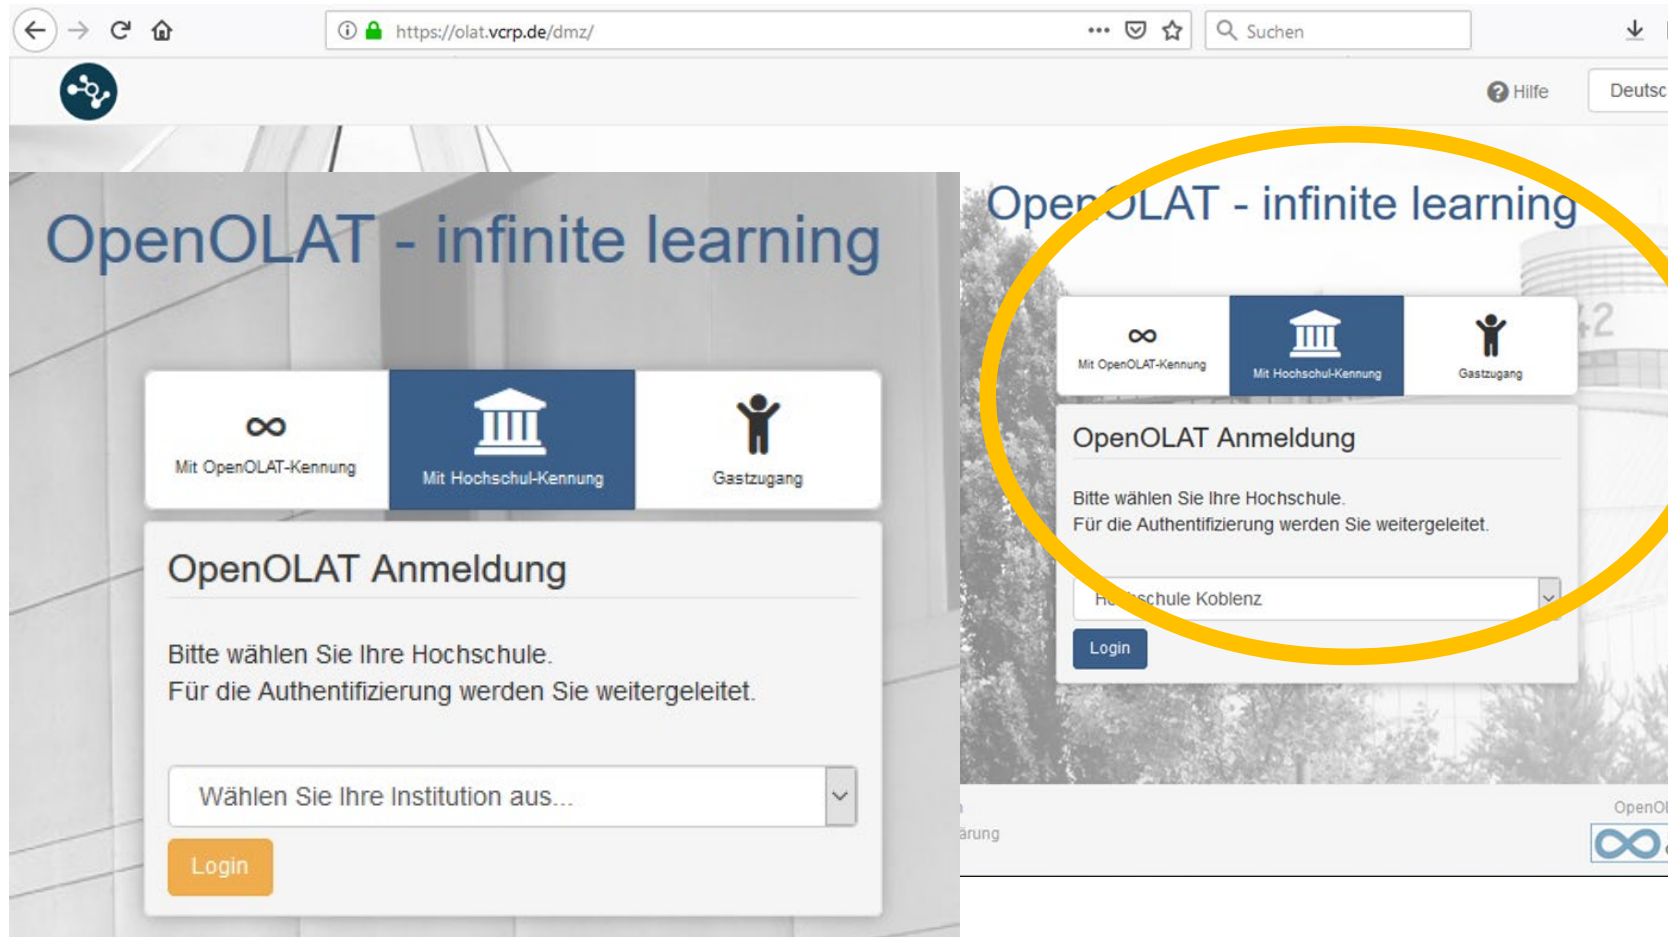 https://olat.vcrp.de/dmz/
Suchen
Hilfe
Deutsc
OpenOLAT - infinite learning
Mit OpenOLAT-Kennung
Mit Hochschul-Kennung
Gastzugang
OpenOLAT Anmeldung
Bitte wählen Sie Ihre Hochschule.
Für die Authentifizierung werden Sie weitergeleitet.
Wählen Sie Ihre Institution aus...
Login
OpenOLAT - infinite learning
42
Mit OpenOLAT-Kennung
Mit Hochschul-Kennung
Gastzugang
OpenOLAT Anmeldung
Bitte wählen Sie Ihre Hochschule.
Für die Authentifizierung werden Sie weitergeleitet.
Hochschule Koblenz
Login
ärung
OpenOL